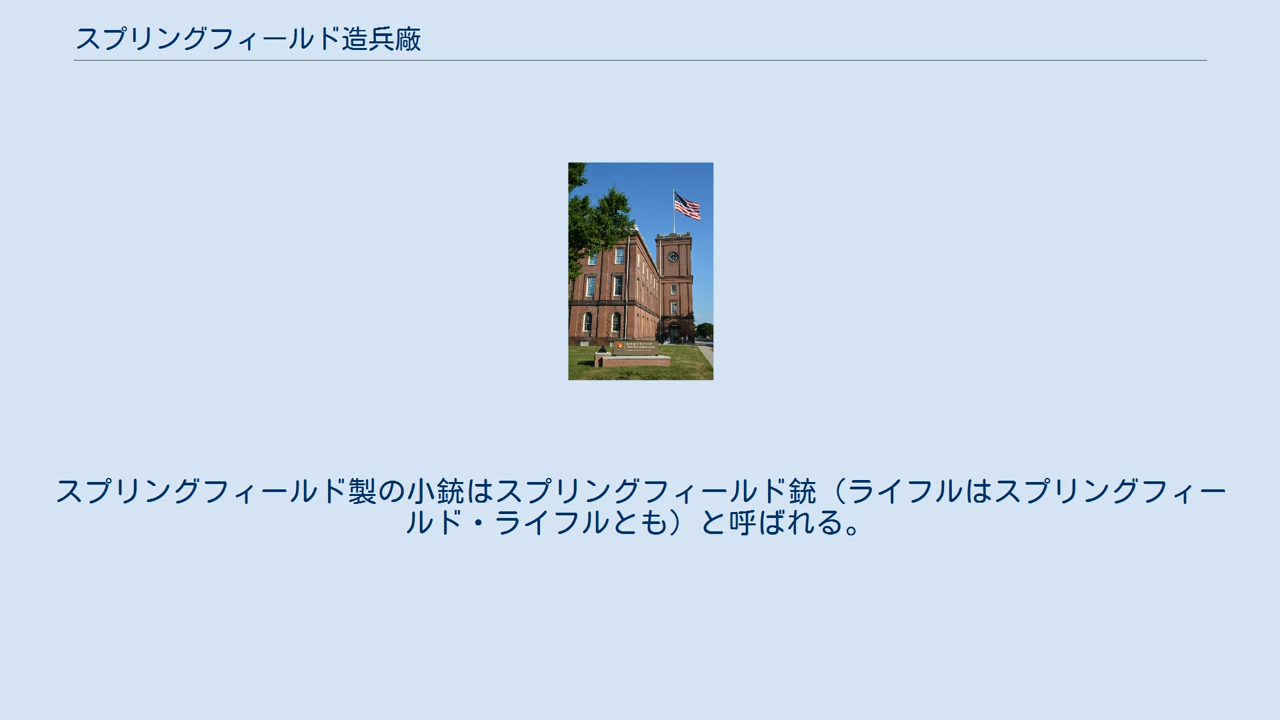 スプリングフィールド造兵廠
スプリングフィールド製の小銃はスプリングフィールド銃（ライフルはスプリングフィー
ルド・ライフルとも）と呼ばれる。